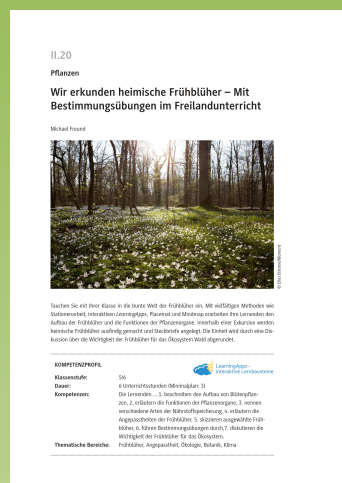 II.20
Pflanzen
Wir erkunden heimische Frühblüher – Mit
Bestimmungsübungen im Freilandunterricht
Michael Freund
Tauchen Sie mit Ihrer Klasse in die bunte Welt der Frühblüher ein. Mit vielfältigen Methoden wie
Stationenarbeit, interaktiven LearningApps, Placemat und Mindmap erarbeiten Ihre Lernenden den
Aufbau der Frühblüher und die Funktionen der Pflanzenorgane. Innerhalb einer Exkursion werden
heimische Frühblüher ausfindig gemacht und Steckbriefe angelegt. Die Einheit wird durch eine Dis-
kussion über die Wichtigkeit der Frühblüher für das Ökosystem Wald abgerundet.
KOMPETENZPROFIL
LearningApps -
interaktive Lernbausteine
Klassenstufe: 5/6
Dauer: 6 Unterrichtsstunden (Minimalplan: 3)
Kompetenzen: Die Lernenden ... 1. beschreiben den Aufbau von Blütenpflan-
zen, 2. erläutern die Funktionen der Pflanzenorgane, 3. nennen
verschiedene Arten der Nährstoffspeicherung, 4. erläutern die
Angepasstheiten der Frühblüher, 5. skizzieren ausgewählte Früh-
blüher, 6. führen Bestimmungsübungen durch,7. diskutieren die
Wichtigkeit der Frühblüher für das Ökosystem.
Thematische Bereiche: Frühblüher, Angepasstheit, Ökologie, Botanik, Klima